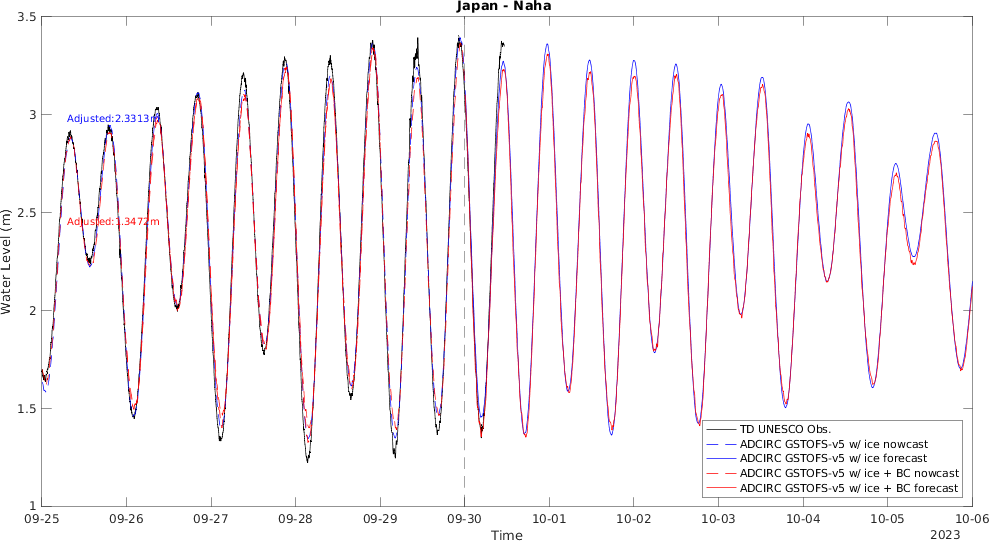 Japan - Naha
3.5
3
2.5
2
1.5
1
Water Level (m)
Adjusted:2.3313m
Adjusted:1.3472m
TD UNESCO Obs.
ADCIRC GSTOFS-v5 w/ ice nowcast
ADCIRC GSTOFS-v5 w/ ice forecast
ADCIRC GSTOFS-v5 w/ ice + BC nowcast
ADCIRC GSTOFS-v5 w/ ice + BC forecast
09-25 09-26 09-27 09-28 09-29 09-30 10-01 10-02 10-03 10-04 10-05 10-06
Time
2023